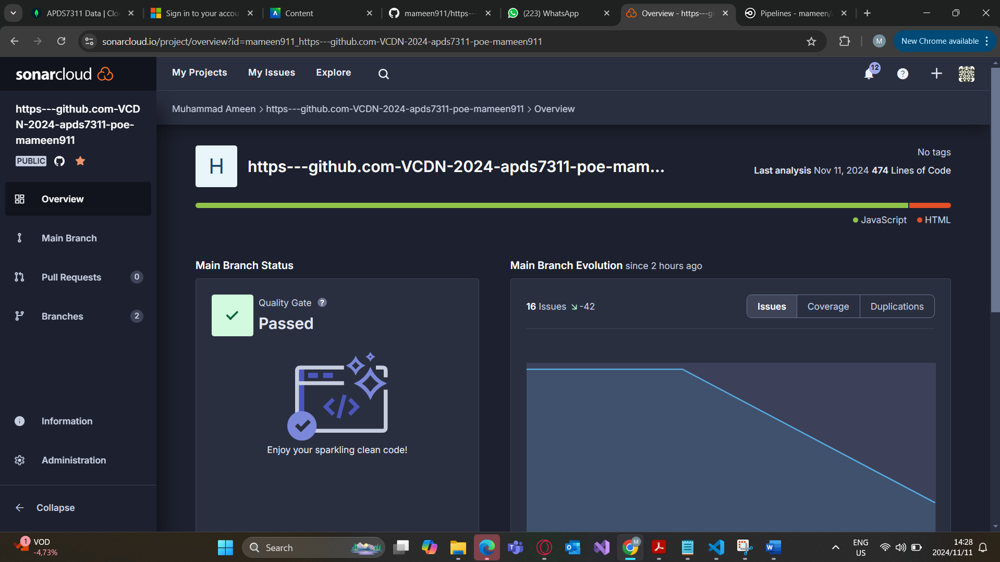 APDS7311 Data | Clo
Sign in to your accou
Content
mameen911/https---
(223) WhatsApp
Overview - https---g
Pipelines - mameen/
sonarcloud.io/project/overview?id=mameen911_https---github.com-VCDN-2024-apds7311-poe-mameen911
M
New Chrome available
sonarcloud
My Projects
My Issues
Explore
12
?
https---github.com-VCD
N-2024-apds7311-poe-
mameen911
PUBLIC
Muhammad Ameen > https---github.com-VCDN-2024-apds7311-poe-mameen911 > Overview
H
https---github.com-VCDN-2024-apds7311-poe-mam...
No tags
Last analysis Nov 11, 2024 474 Lines of Code
JavaScript
HTML
Overview
Main Branch
Pull Requests 0
Branches 2
Information
Administration
Collapse
Main Branch Status
Quality Gate ?
Passed
Enjoy your sparkling clean code!
Main Branch Evolution since 2 hours ago
16 Issues -42
Issues
Coverage
Duplications
1
VOD
-4,73%
Search
M
ENG
US
14:28
2024/11/11